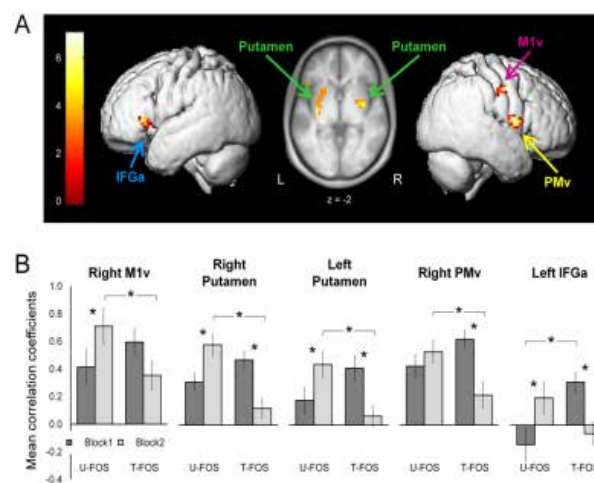 A
6
4
2
0
Putamen
Putamen
M1v
IFGa
PMv
L
R
z = -2
B
Right M1v
Right
Putamen
Left
Putamen
Right PMv
Left IFGa
Mean correlation coefficients
1.0
0.8
0.6
0.4
0.2
0.0
-0.2
-0.4
* * * * * * * * * * * * *
Block1 Block2
U-FOS T-FOS U-FOS T-FOS U-FOS T-FOS U-FOS T-FOS U-FOS T-FOS